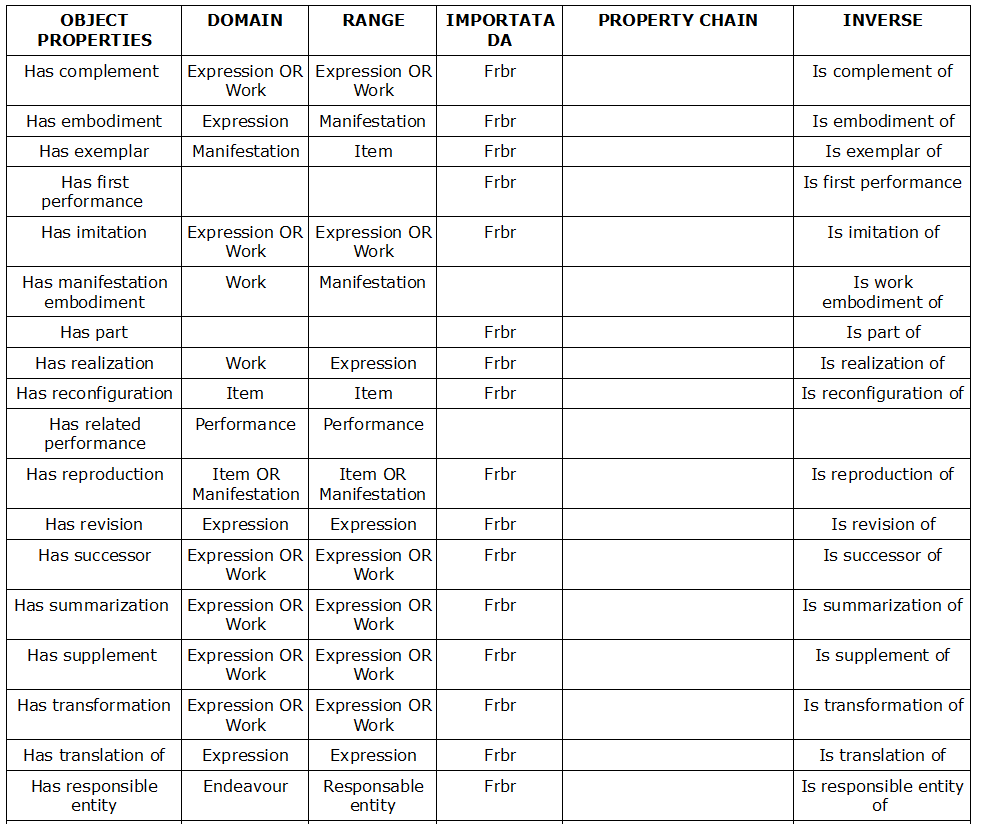 OBJECT PROPERTIES DOMAIN RANGE IMPORTATA DA PROPERTY CHAIN INVERSE
Has complement Expression OR Work Expression OR Work Frbr Is complement of
Has embodiment Expression Manifestation Frbr Is embodiment of
Has exemplar Manifestation Item Frbr Is exemplar of
Has first performance Frbr Is first performance
Has imitation Expression OR Work Expression OR Work Frbr Is imitation of
Has manifestation embodiment Work Manifestation Is work embodiment of
Has part Frbr Is part of
Has realization Work Expression Frbr Is realization of
Has reconfiguration Item Item Frbr Is reconfiguration of
Has related performance Performance Performance
Has reproduction Item OR Manifestation Item OR Manifestation Frbr Is reproduction of
Has revision Expression Expression Frbr Is revision of
Has successor Expression OR Work Expression OR Work Frbr Is successor of
Has summarization Expression OR Work Expression OR Work Frbr Is summarization of
Has supplement Expression OR Work Expression OR Work Frbr Is supplement of
Has transformation Expression OR Work Expression OR Work Frbr Is transformation of
Has translation of Expression Expression Frbr Is translation of
Has responsible entity Endeavour Responsable entity Frbr Is responsible entity of